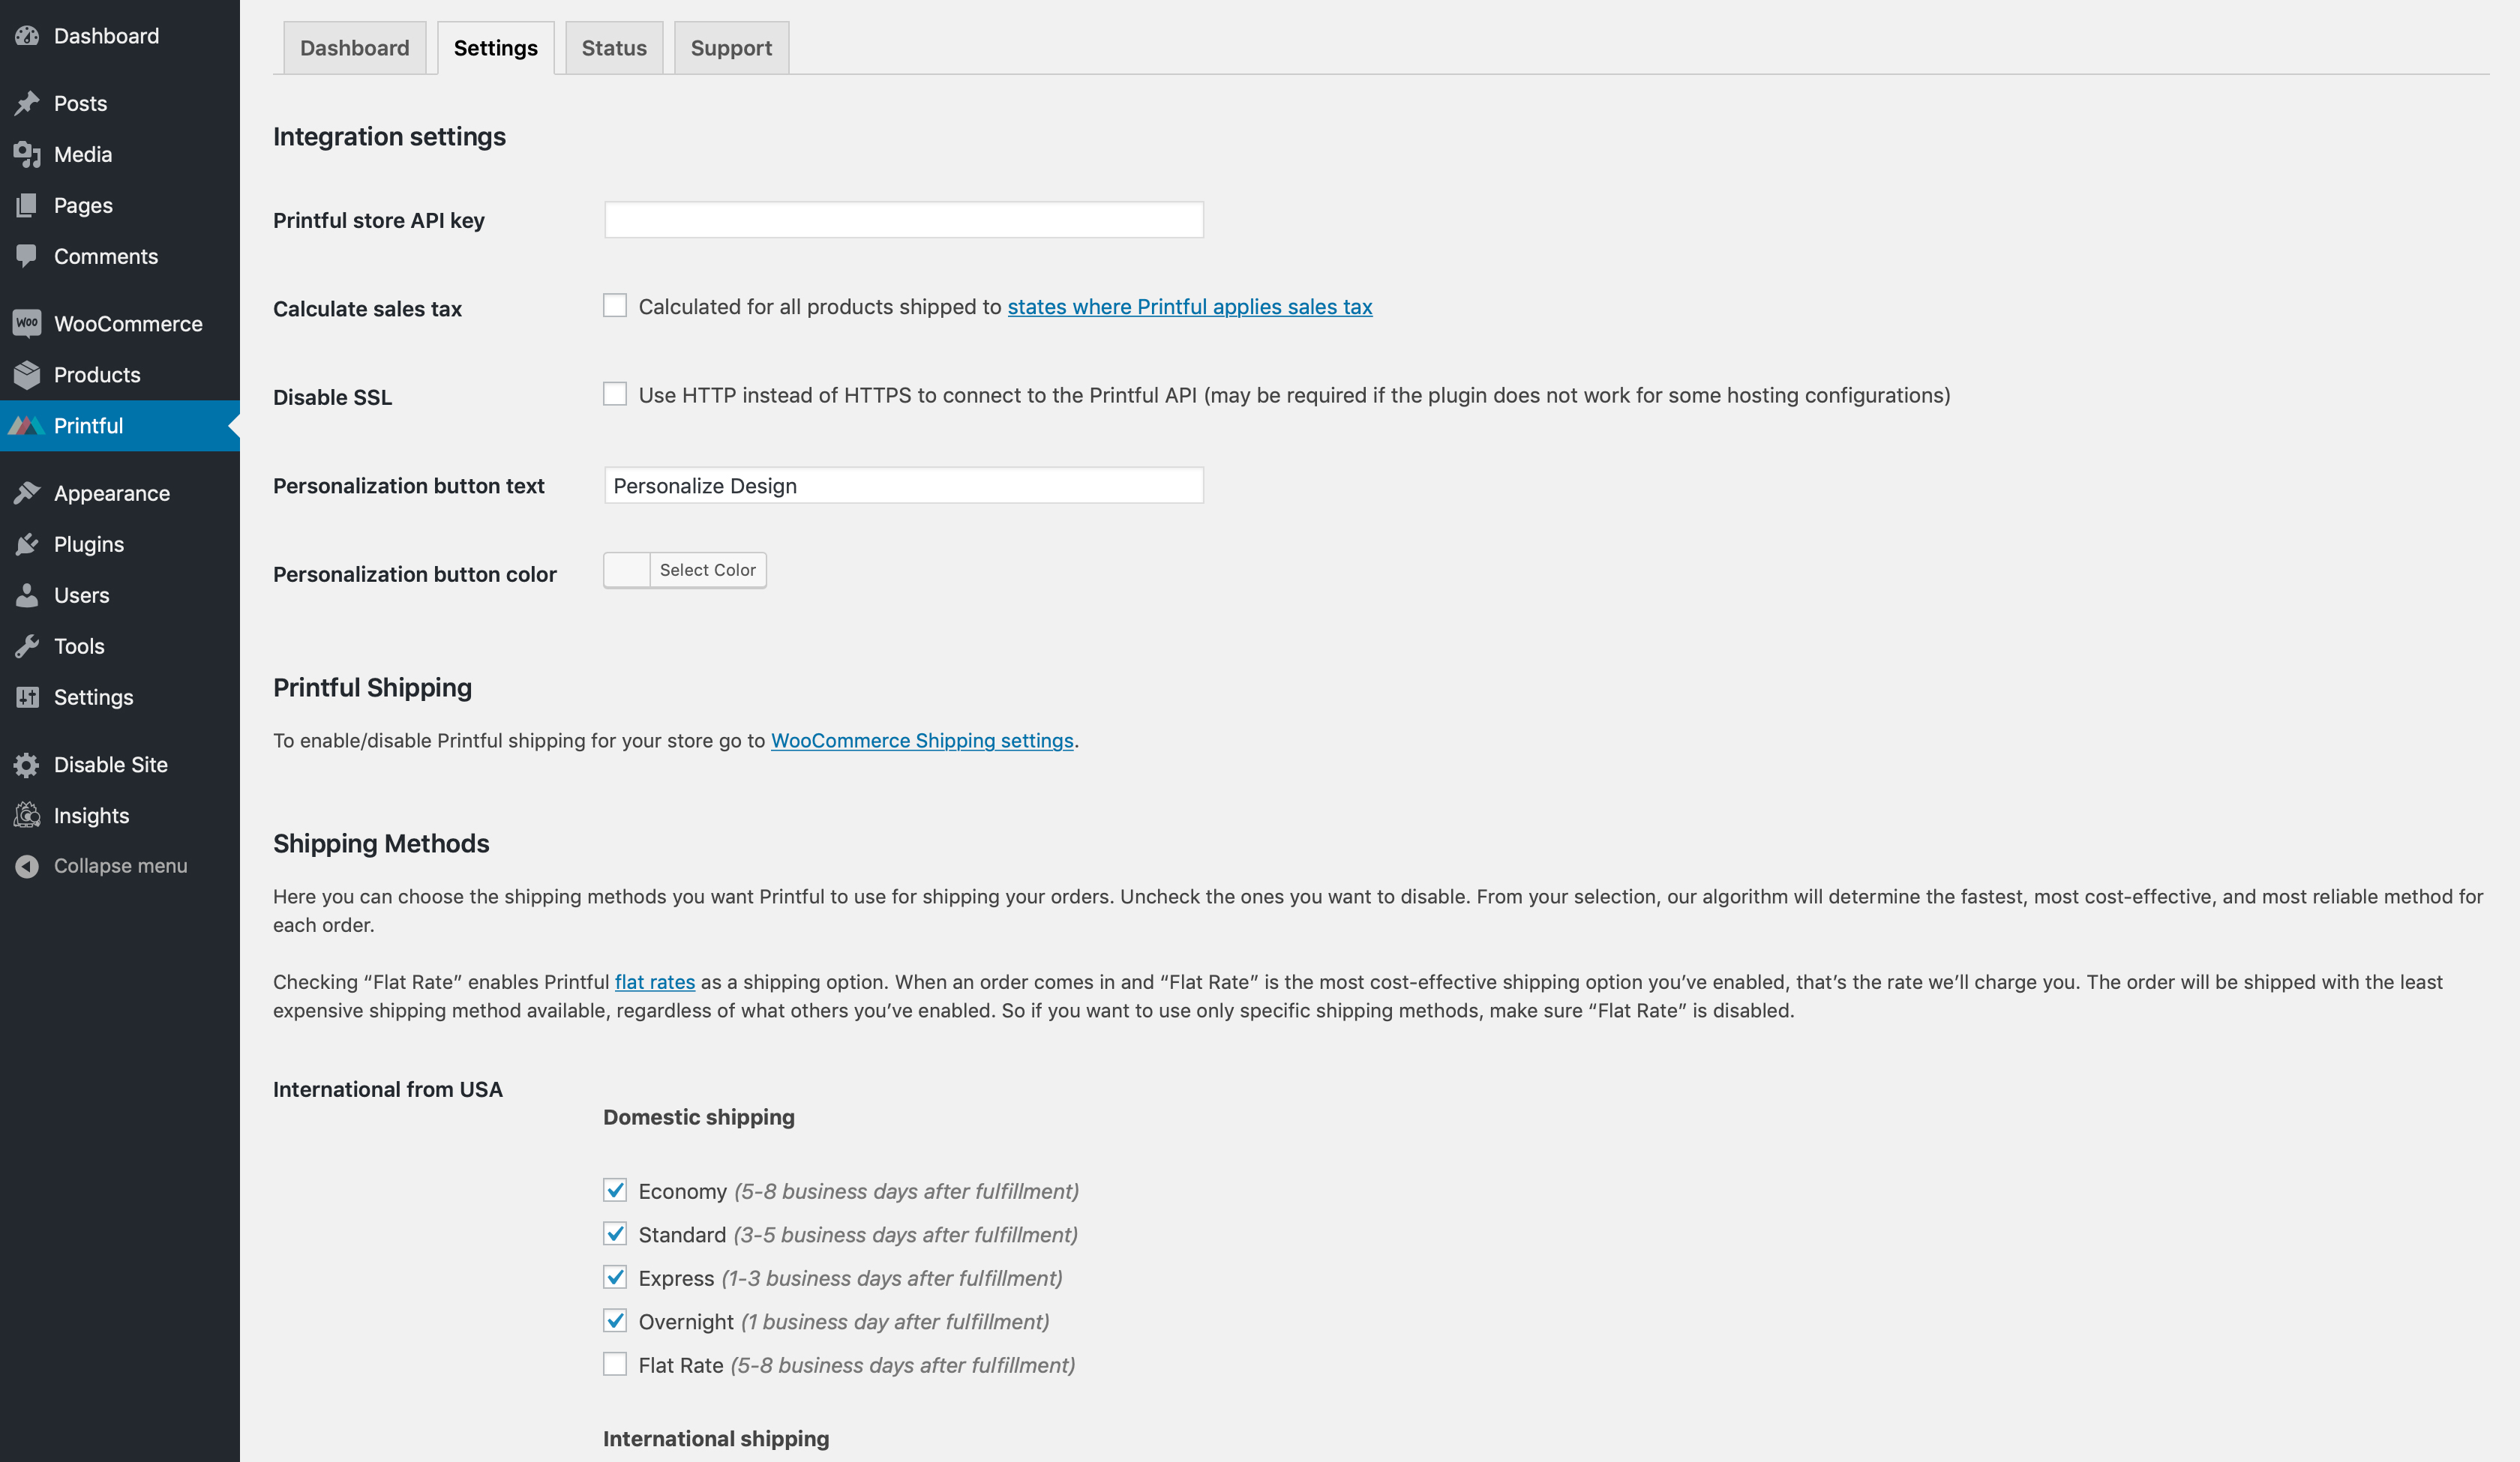 Dashboard
Posts
Media
Pages
Comments
Woo
WooCommerce
Products
Printful
Appearance
Plugins
Users
Tools
Settings
Disable Site
Insights
Collapse menu
Dashboard
Settings
Status
Support
Integration settings
Printful store API key
Calculate sales tax
Calculated for all products shipped to states where Printful applies sales tax
Disable SSL
Use HTTP instead of HTTPS to connect to the Printful API (may be required if the plugin does not work for some hosting configurations)
Personalization button text
Personalize Design
Personalization button color
Select Color
Printful Shipping
To enable/disable Printful shipping for your store go to WooCommerce Shipping settings.
Shipping Methods
Here you can choose the shipping methods you want Printful to use for shipping your orders. Uncheck the ones you want to disable. From your selection, our algorithm will determine the fastest, most cost-effective, and most reliable method for
each order.
Checking “Flat Rate” enables Printful flat rates as a shipping option. When an order comes in and “Flat Rate” is the most cost-effective shipping option you’ve enabled, that’s the rate we’ll charge you. The order will be shipped with the least
expensive shipping method available, regardless of what others you’ve enabled. So if you want to use only specific shipping methods, make sure “Flat Rate” is disabled.
International from USA
Domestic shipping
Economy (5-8 business days after fulfillment)
Standard (3-5 business days after fulfillment)
Express (1-3 business days after fulfillment)
Overnight (1 business day after fulfillment)
Flat Rate (5-8 business days after fulfillment)
International shipping